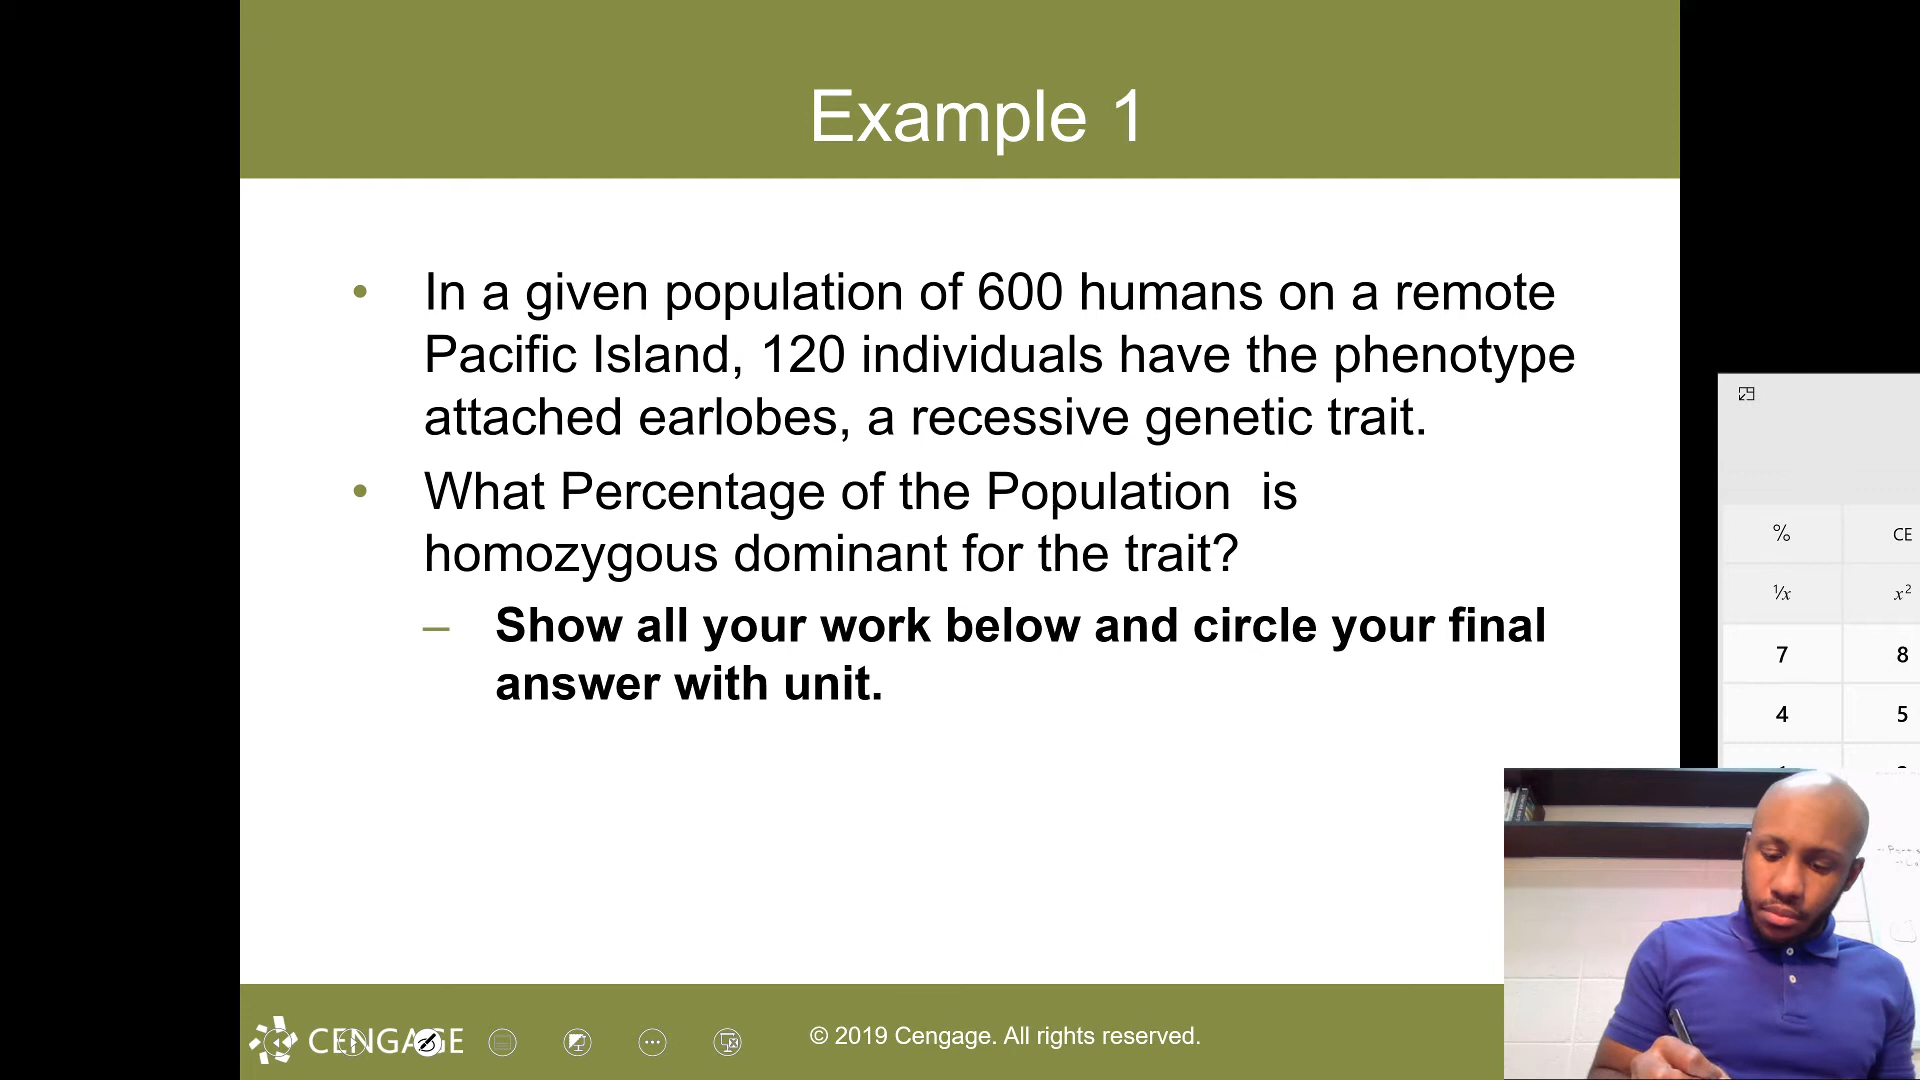 Example 1
• In a given population of 600 humans on a remote
Pacific Island, 120 individuals have the phenotype
attached earlobes, a recessive genetic trait.
• What Percentage of the Population is
homozygous dominant for the trait?
– Show all your work below and circle your final
answer with unit.
% CE
¹/x x²
7 8
4 5
CENGAGE
© 2019 Cengage. All rights reserved.